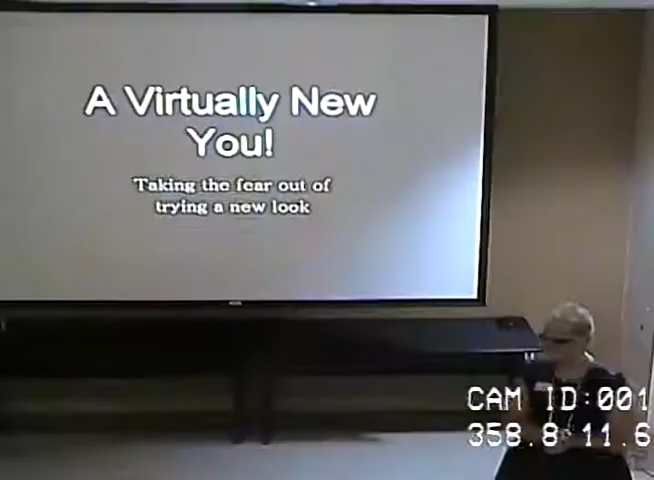 A Virtually New
You!
Taking the fear out of
trying a new look
CAM ID:001
358.8 11.6